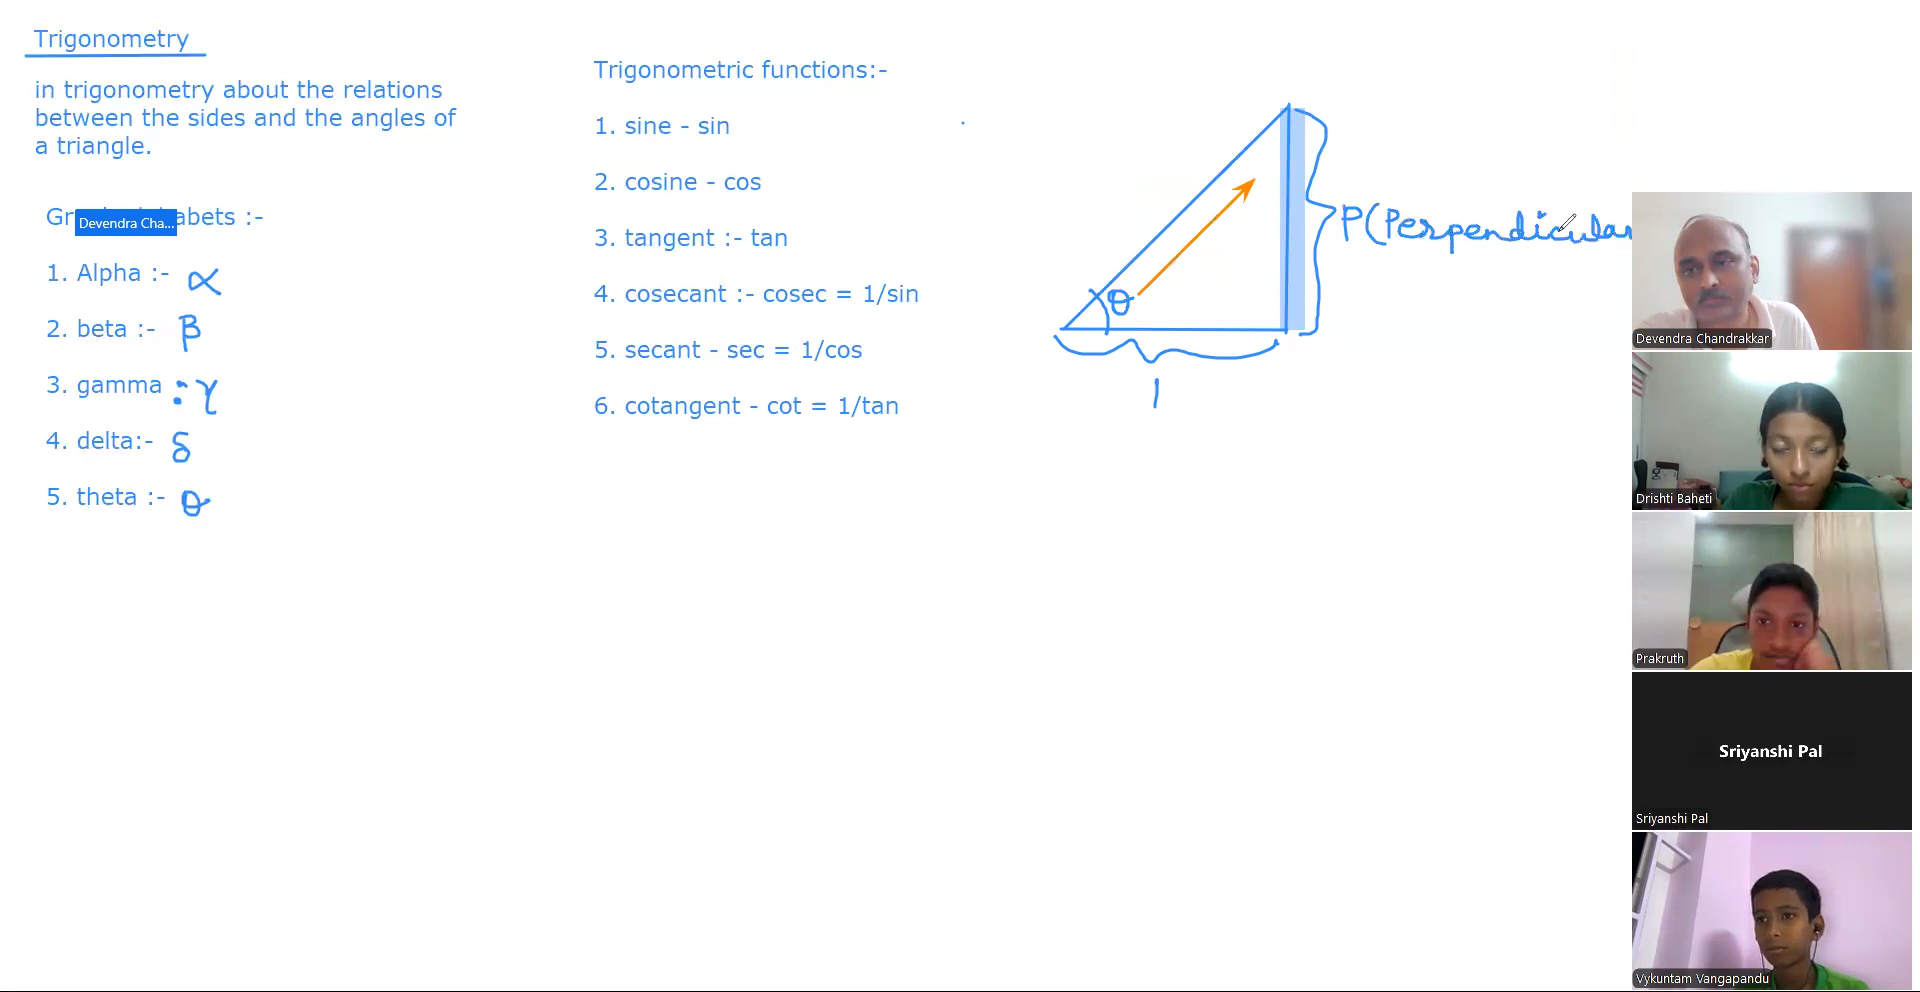 Trigonometry
in trigonometry about the relations
between the sides and the angles of
a triangle.
abets :-
Devendra Cha...
1. Alpha :- α
2. beta :- β
3. gamma :- γ
4. delta:- δ
5. theta :- θ
Trigonometric functions:-
1. sine - sin
2. cosine - cos
3. tangent :- tan
4. cosecant :- cosec = 1/sin
5. secant - sec = 1/cos
6. cotangent - cot = 1/tan
θ
P(Perpendicular
Devendra Chandrakkar
Drishti Baheti
Prakruth
Sriyanshi Pal
Sriyanshi Pal
Vykuntam Vangapandu